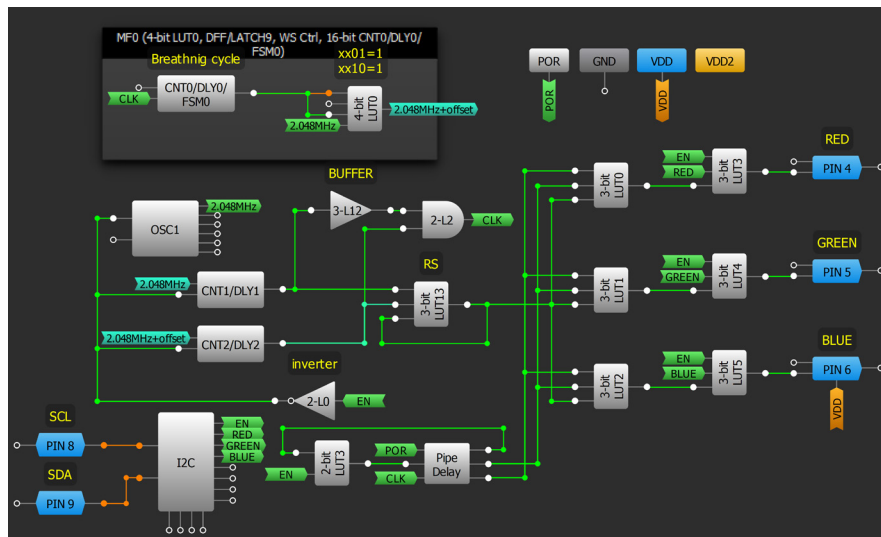 MF0 (4-bit LUT0, DFF/LATCH9, WS Ctrl, 16-bit CNT0/DLY0/
FSM0)
Breathnig cycle
xx01=1
xx10=1
CLK
CNT0/DLY0/
FSM0
2.048MHz
4-bit
LUT0
2.048MHz+offset
POR
GND
VDD
VDD2
POR
VDD
RED
EN
RED
3-bit
LUT0
3-bit
LUT3
PIN 4
BUFFER
3-L12
2-L2
CLK
OSC1
2.048MHz
GREEN
EN
GREEN
3-bit
LUT1
3-bit
LUT4
PIN 5
RS
2.048MHz
CNT1/DLY1
3-bit
LUT13
2.048MHz+offset
CNT2/DLY2
BLUE
EN
BLUE
3-bit
LUT2
3-bit
LUT5
PIN 6
VDD
inverter
2-L0
EN
SCL
PIN 8
SDA
PIN 9
I2C
EN
RED
GREEN
BLUE
EN
2-bit
LUT3
POR
CLK
Pipe
Delay